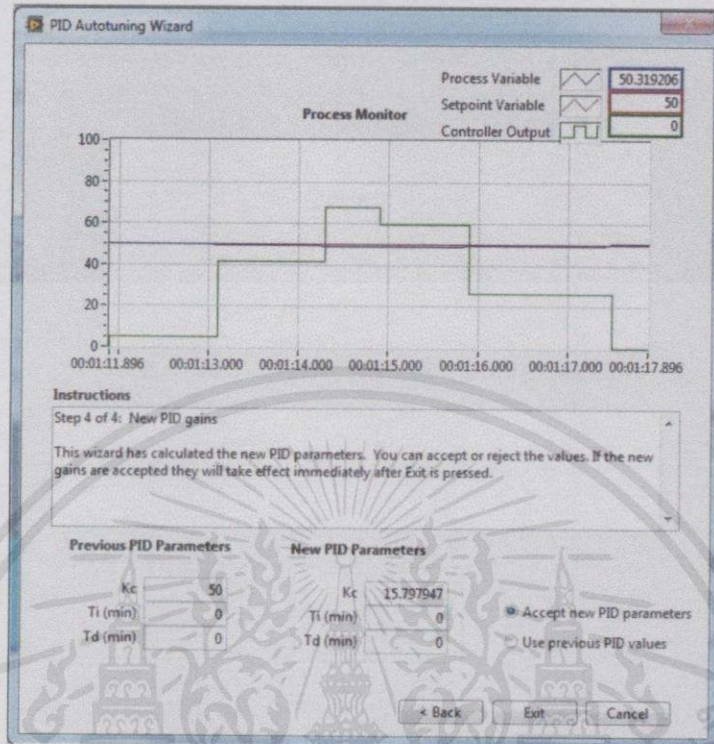 PID Autotuning Wizard
Process Variable 50.319206
Setpoint Variable 50
Process Monitor
Controller Output 0
100
80
60
40
20
0
00:01:11.896 00:01:13.000 00:01:14.000 00:01:15.000 00:01:16.000 00:01:17.000 00:01:17.896
Instructions
Step 4 of 4: New PID gains
This wizard has calculated the new PID parameters. You can accept or reject the values. If the new
gains are accepted they will take effect immediately after Exit is pressed.
Previous PID Parameters
Kc 50
Ti (min) 0
Td (min) 0
New PID Parameters
Kc 15.797947
Ti (min) 0
Td (min) 0
Accept new PID parameters
Use previous PID values
< Back Exit Cancel